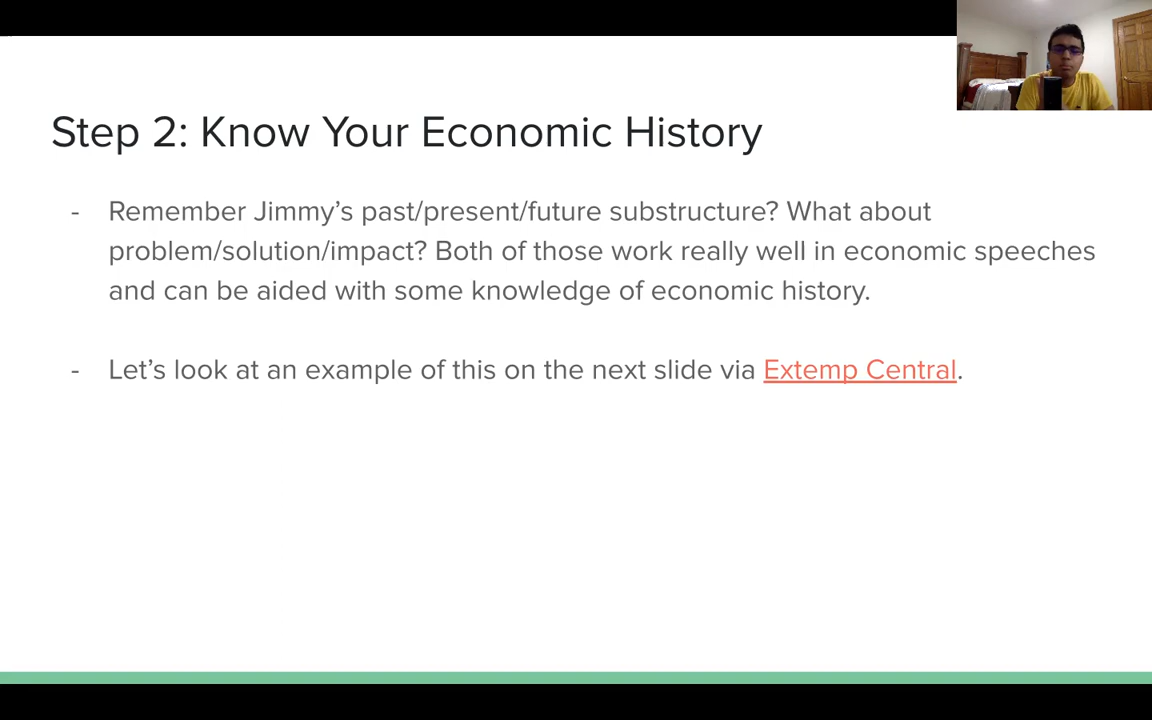 Step 2: Know Your Economic History
- Remember Jimmy’s past/present/future substructure? What about
problem/solution/impact? Both of those work really well in economic speeches
and can be aided with some knowledge of economic history.
- Let’s look at an example of this on the next slide via Extemp Central.